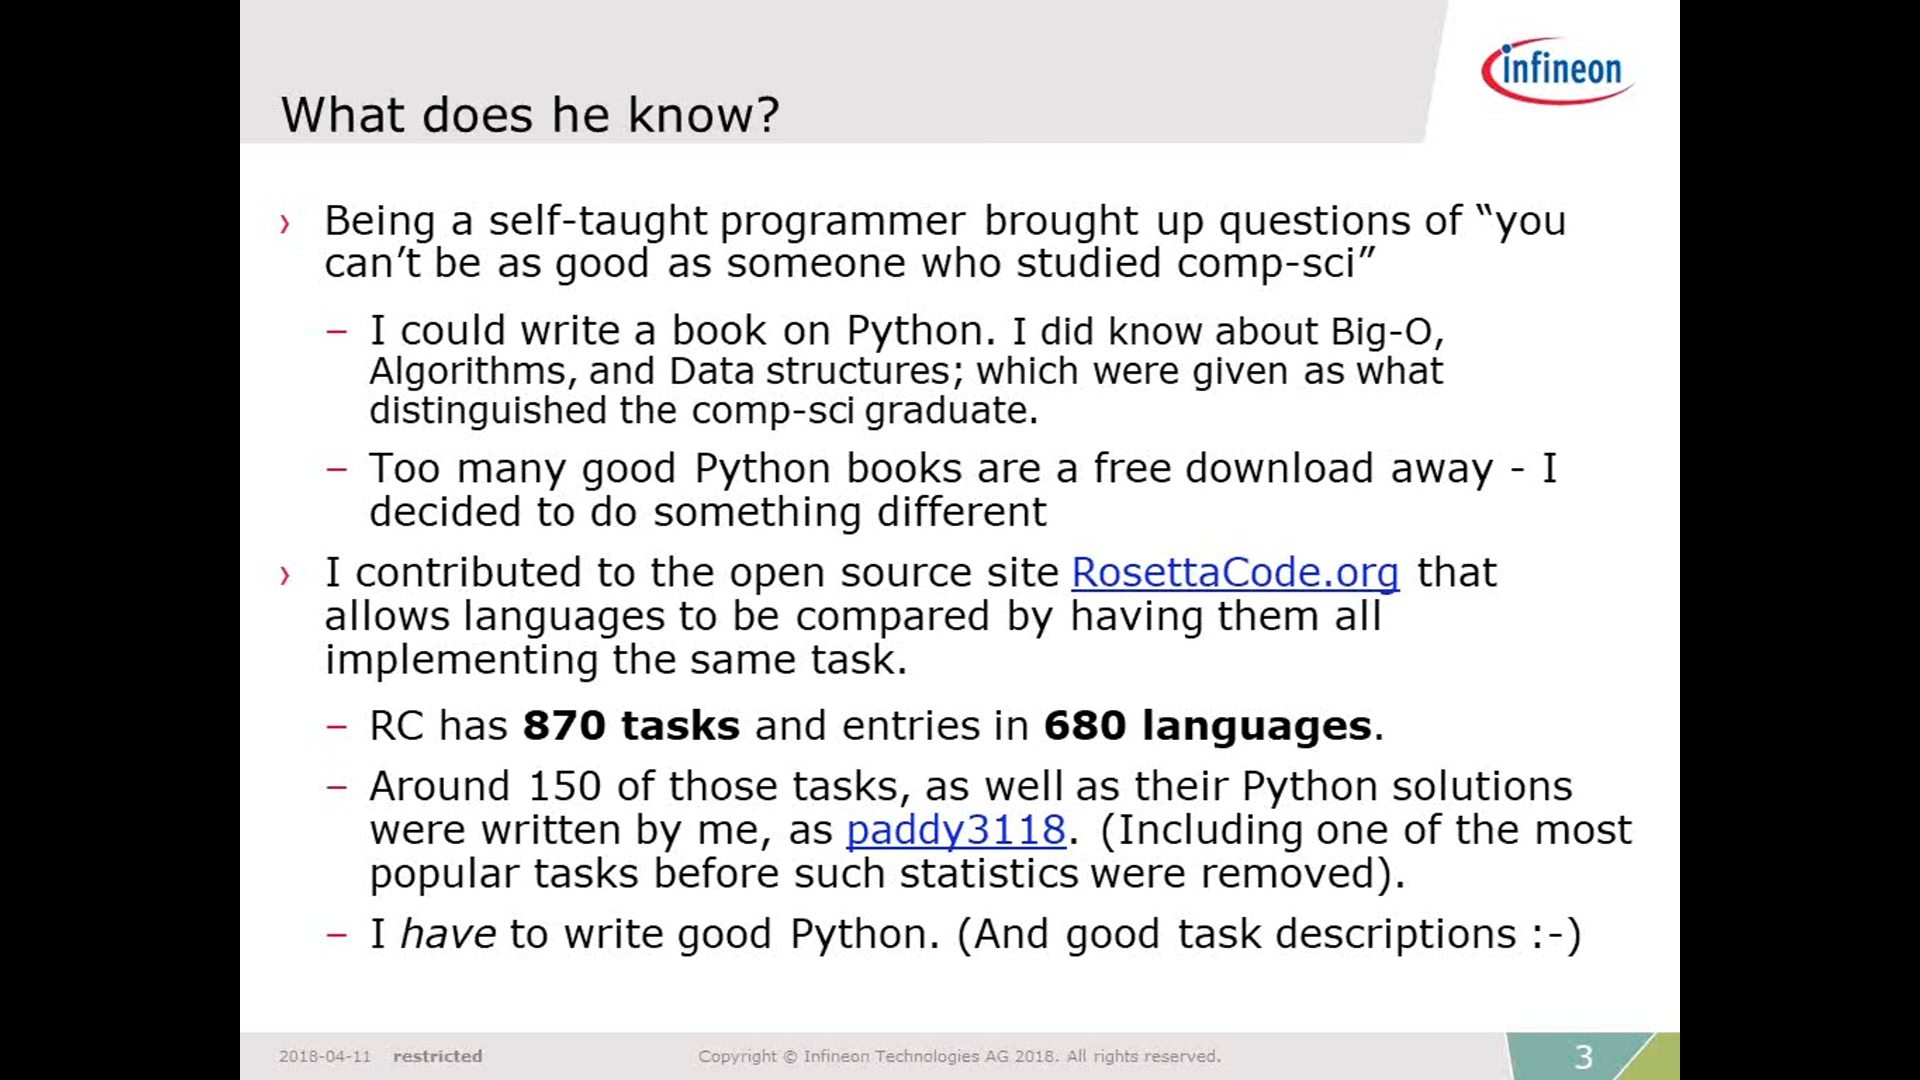 infineon
What does he know?
› Being a self-taught programmer brought up questions of “you
can’t be as good as someone who studied comp-sci”
– I could write a book on Python. I did know about Big-O,
Algorithms, and Data structures; which were given as what
distinguished the comp-sci graduate.
– Too many good Python books are a free download away - I
decided to do something different
› I contributed to the open source site RosettaCode.org that
allows languages to be compared by having them all
implementing the same task.
– RC has 870 tasks and entries in 680 languages.
– Around 150 of those tasks, as well as their Python solutions
were written by me, as paddy3118. (Including one of the most
popular tasks before such statistics were removed).
– I have to write good Python. (And good task descriptions :-)
2018-04-11 restricted Copyright © Infineon Technologies AG 2018. All rights reserved. 3